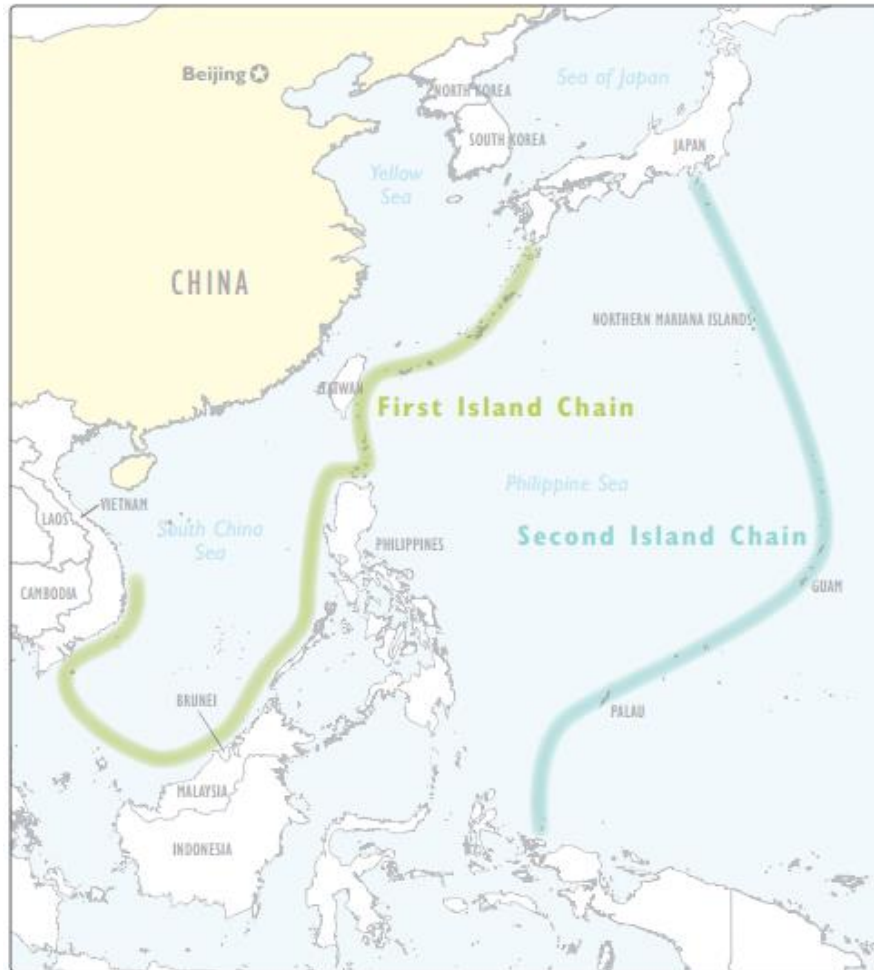 Beijing
Sea of Japan
NORTH KOREA
SOUTH KOREA
JAPAN
Yellow
Sea
CHINA
NORTHERN MARIANA ISLANDS
TAIWAN
First Island Chain
Philippine Sea
VIETNAM
LAOS
South China
Sea
Second Island Chain
PHILIPPINES
CAMBODIA
GUAM
BRUNEI
PALAU
MALAYSIA
INDONESIA